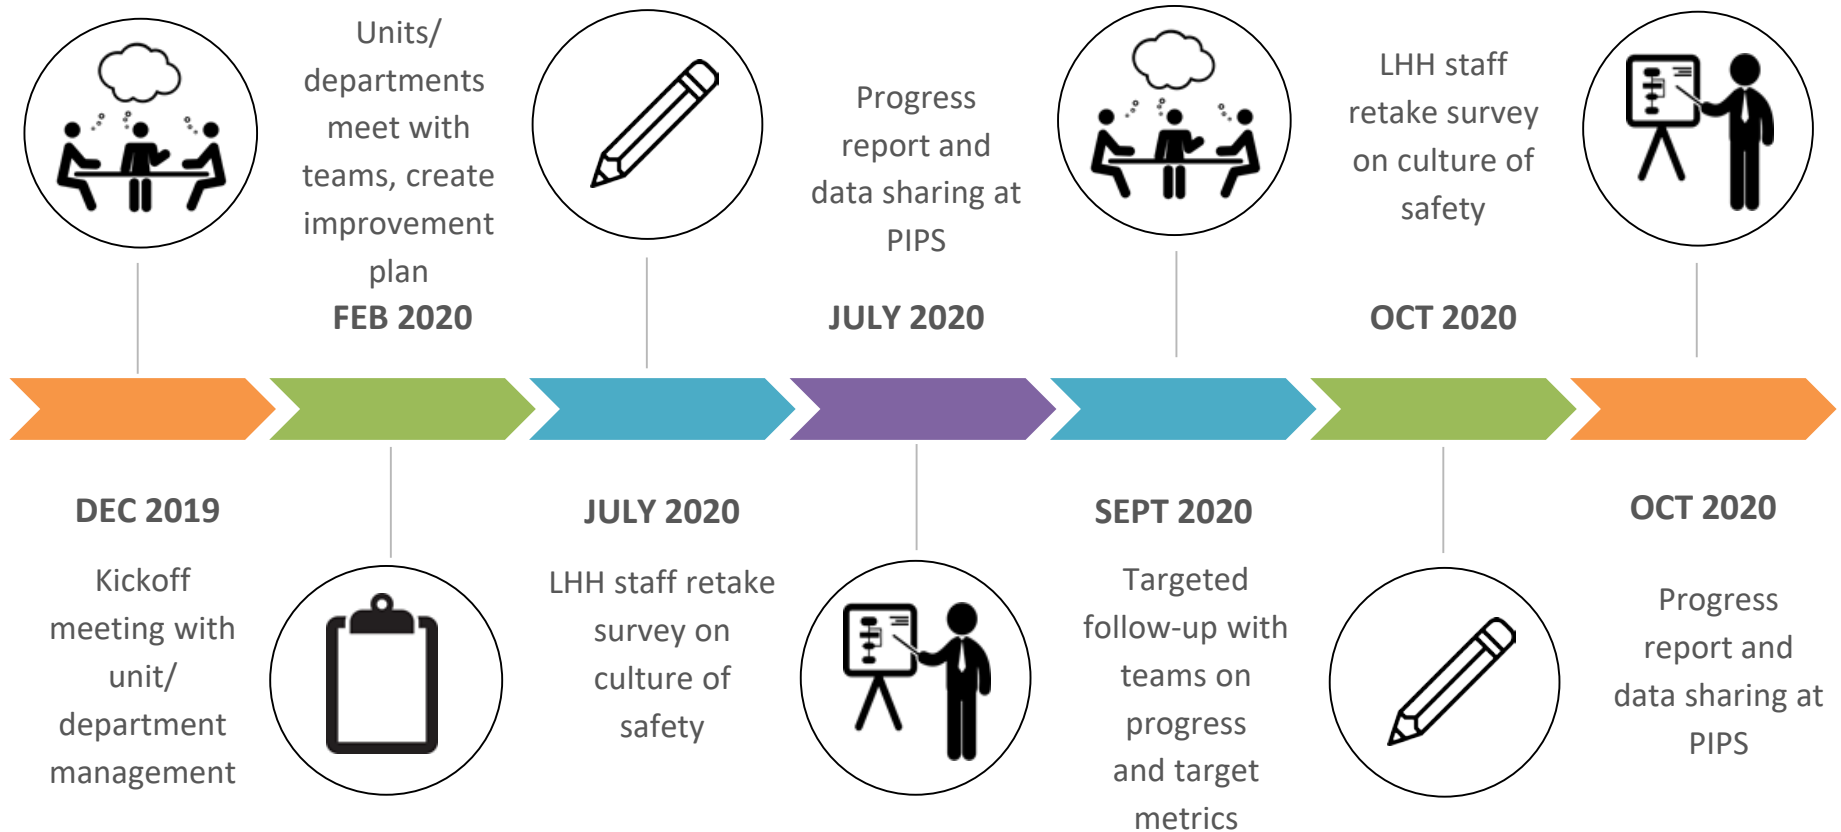 Units/
departments
meet with
teams, create
improvement
plan
FEB 2020
Progress
report and
data sharing at
PIPS
JULY 2020
LHH staff
retake survey
on culture of
safety
OCT 2020
DEC 2019
Kickoff
meeting with
unit/
department
management
JULY 2020
LHH staff retake
survey on
culture of
safety
SEPT 2020
Targeted
follow-up with
teams on
progress
and target
metrics
OCT 2020
Progress
report and
data sharing at
PIPS